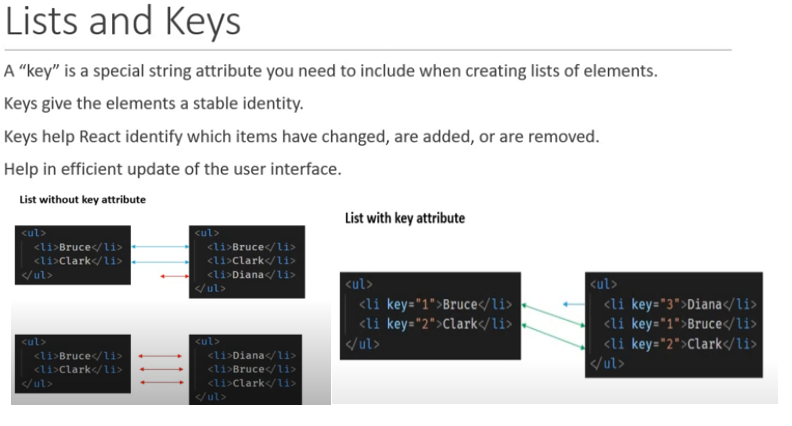 Lists and Keys
A “key” is a special string attribute you need to include when creating lists of elements.
Keys give the elements a stable identity.
Keys help React identify which items have changed, are added, or are removed.
Help in efficient update of the user interface.
List without key attribute
<ul>
<li>Bruce</li>
<li>Clark</li>
</ul>
<ul>
<li>Bruce</li>
<li>Clark</li>
<li>Diana</li>
</ul>
<ul>
<li>Bruce</li>
<li>Clark</li>
</ul>
<ul>
<li>Diana</li>
<li>Bruce</li>
<li>Clark</li>
</ul>
List with key attribute
<ul>
<li key="1">Bruce</li>
<li key="2">Clark</li>
</ul>
<ul>
<li key="3">Diana</li>
<li key="1">Bruce</li>
<li key="2">Clark</li>
</ul>